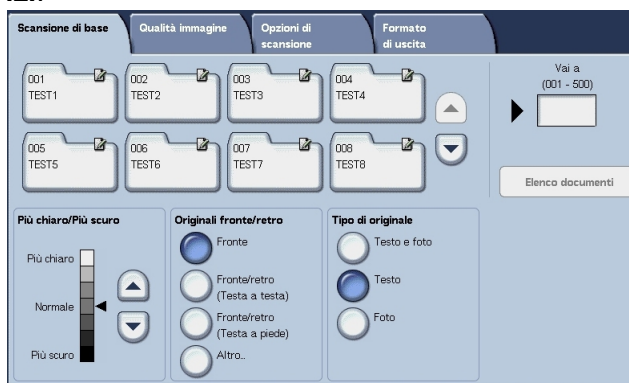 Scansione di base
Qualità immagine
Opzioni di
scansione
Formato
di uscita
001
TEST1
002
TEST2
003
TEST3
004
TEST4
Vai a
(001 - 500)
005
TEST5
006
TEST6
007
TEST7
008
TEST8
Elenco documenti
Più chiaro/Più scuro
Più chiaro
Normale
Più scuro
Originali fronte/retro
Fronte
Fronte/retro
(Testa a testa)
Fronte/retro
(Testa a piede)
Altro..
Tipo di originale
Testo e foto
Testo
Foto